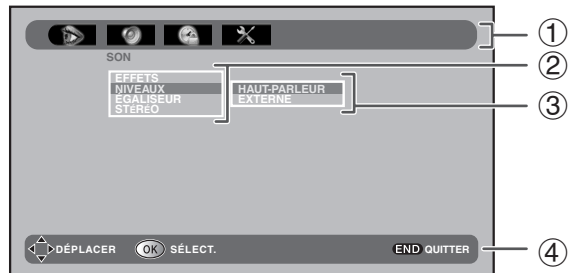 ①
SON
②
EFFETS
NIVEAUX
ÉGALISEUR
STÉRÉO
HAUT-PARLEUR
EXTERNE
③
DÉPLACER OK SÉLECT. END QUITTER
④